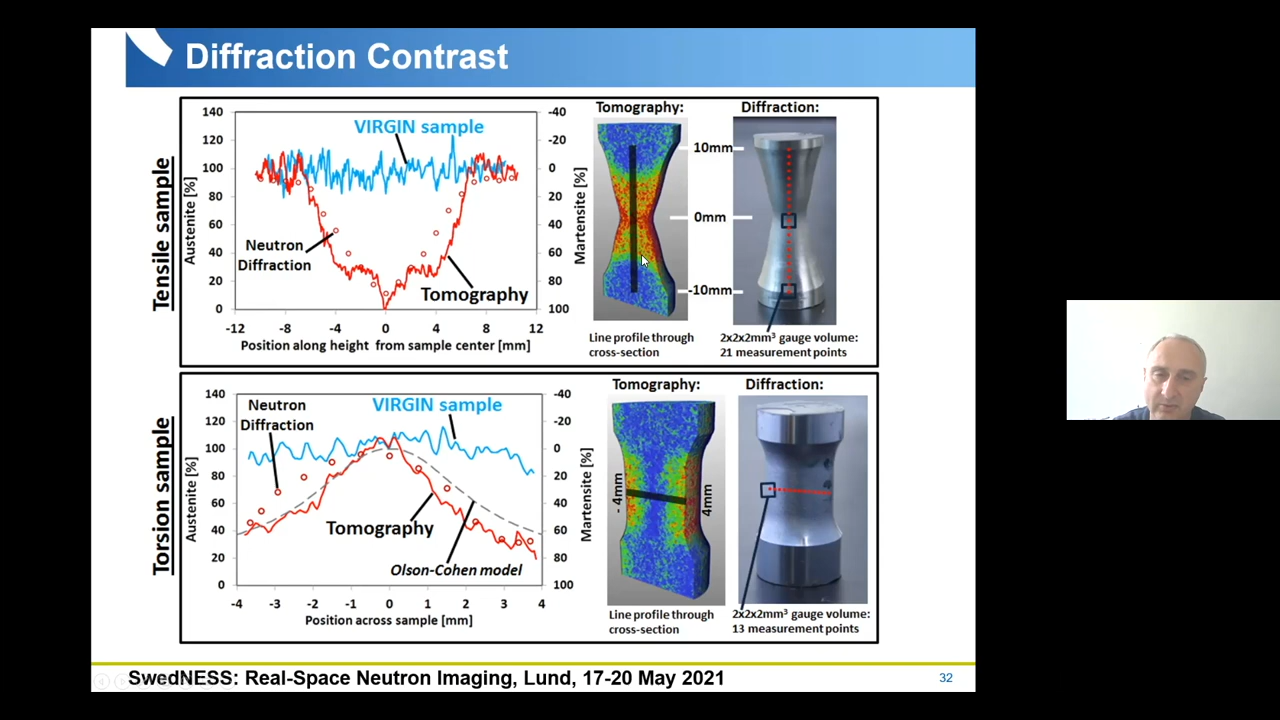 Diffraction Contrast
Tensile sample
140
120
100
80
60
40
20
0
Austenite [%]
-12
-8
-4
0
4
8
12
Position along height from sample center [mm]
-40
-20
0
20
40
60
80
100
Martensite [%]
VIRGIN sample
Neutron
Diffraction
Tomography
Tomography:
Diffraction:
10mm
0mm
-10mm
Line profile through
cross-section
2x2x2mm³ gauge volume:
21 measurement points
Torsion sample
140
120
100
80
60
40
20
0
Austenite [%]
-4
-3
-2
-1
0
1
2
3
4
Position across sample [mm]
-40
-20
0
20
40
60
80
100
Martensite [%]
Neutron
Diffraction
VIRGIN sample
Tomography
Olson-Cohen model
Tomography:
Diffraction:
- 4mm
4mm
Line profile through
cross-section
2x2x2mm³ gauge volume:
13 measurement points
SwedNESS: Real-Space Neutron Imaging, Lund, 17-20 May 2021
32